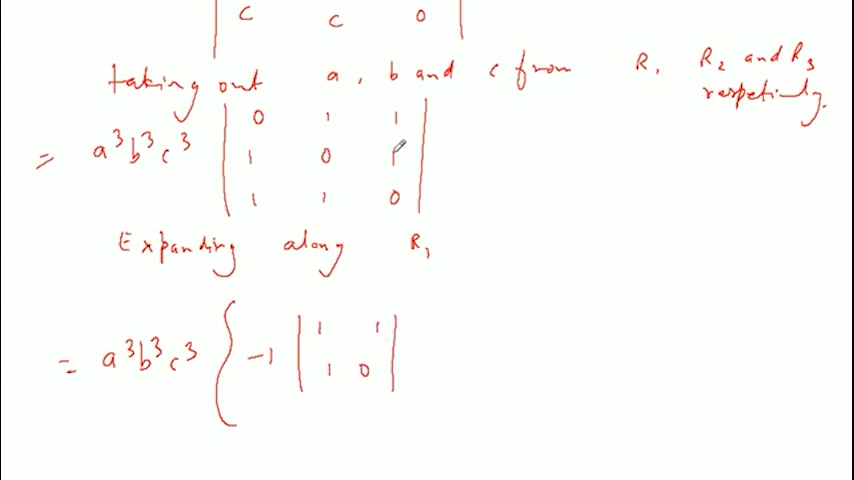 c c 0
taking out a, b and c from R1 R2 and R3
respetively.
= a³b³c³ | 0 1 1 |
| 1 0 1 |
| 1 1 0 |
Expanding along R1
= a³b³c³ { -1 | 1 1 |
| 1 0 |